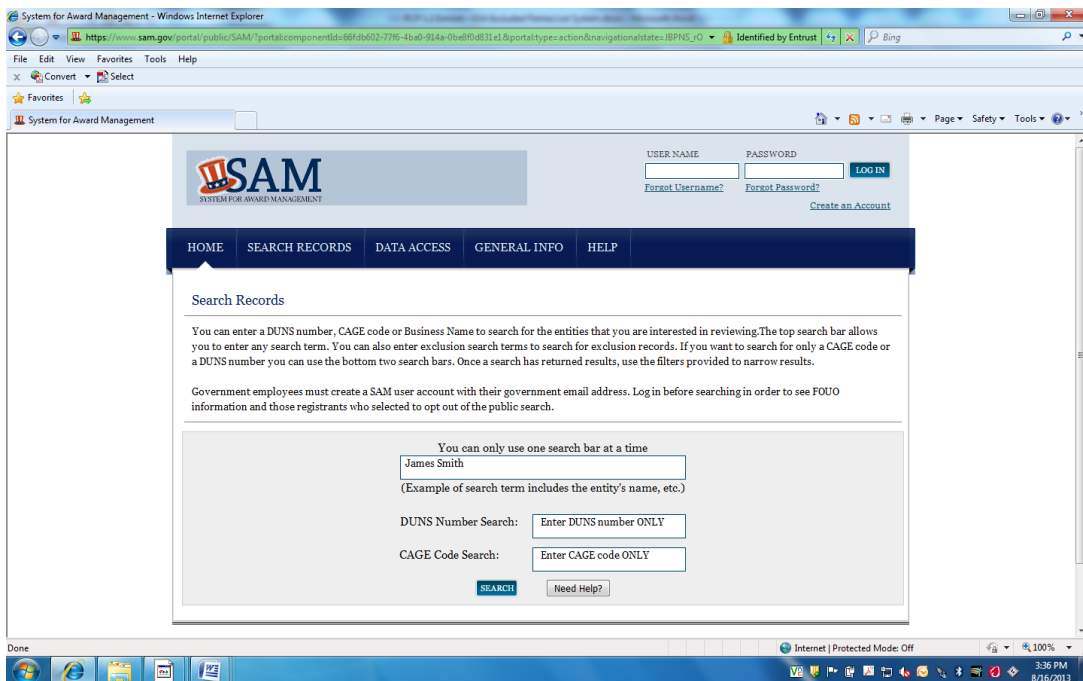 System for Award Management - Windows Internet Explorer
https://www.sam.gov/portal/public/SAM/?portal:componentId=66fdb602-77f6-4ba0-914a-0be8f0d831e1&portal:type=action&navigationalstate=JBPNS_rO Identified by Entrust Bing
File Edit View Favorites Tools Help
x Convert Select
Favorites
System for Award Management Page Safety Tools
USER NAME PASSWORD
LOG IN
USAM
SYSTEM FOR AWARD MANAGEMENT
Forgot Username? Forgot Password?
Create an Account
HOME SEARCH RECORDS DATA ACCESS GENERAL INFO HELP
Search Records
You can enter a DUNS number, CAGE code or Business Name to search for the entities that you are interested in reviewing.The top search bar allows
you to enter any search term. You can also enter exclusion search terms to search for exclusion records. If you want to search for only a CAGE code or
a DUNS number you can use the bottom two search bars. Once a search has returned results, use the filters provided to narrow results.
Government employees must create a SAM user account with their government email address. Log in before searching in order to see FOUO
information and those registrants who selected to opt out of the public search.
You can only use one search bar at a time
James Smith
(Example of search term includes the entity's name, etc.)
DUNS Number Search: Enter DUNS number ONLY
CAGE Code Search: Enter CAGE code ONLY
SEARCH Need Help?
Done Internet | Protected Mode: Off 100%
3:36 PM
8/16/2013